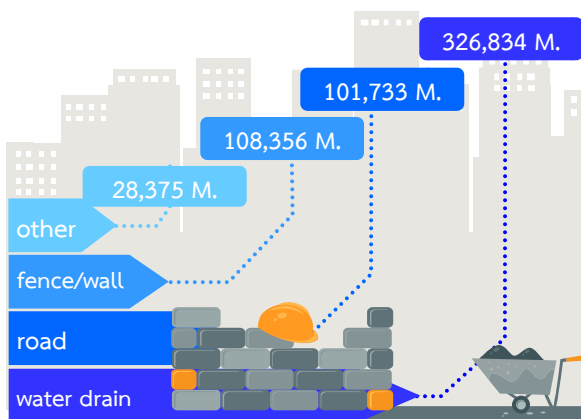 326,834 M.
101,733 M.
108,356 M.
28,375 M.
other
fence/wall
road
water drain